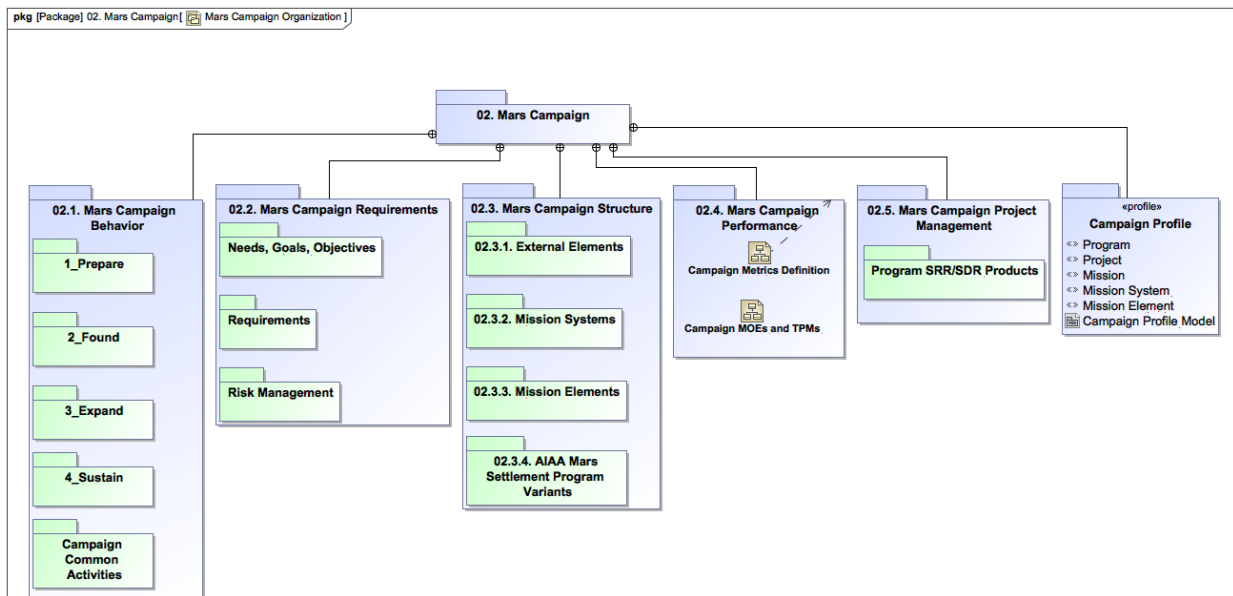 pkg [Package] 02. Mars Campaign[ Mars Campaign Organization ]
02. Mars Campaign
02.1. Mars Campaign
Behavior
1_Prepare
2_Found
3_Expand
4_Sustain
Campaign
Common
Activities
02.2. Mars Campaign Requirements
Needs, Goals, Objectives
Requirements
Risk Management
02.3. Mars Campaign Structure
02.3.1. External Elements
02.3.2. Mission Systems
02.3.3. Mission Elements
02.3.4. AIAA Mars
Settlement Program
Variants
02.4. Mars Campaign
Performance
Campaign Metrics Definition
Campaign MOEs and TPMs
02.5. Mars Campaign Project
Management
Program SRR/SDR Products
«profile»
Campaign Profile
Program
Project
Mission
Mission System
Mission Element
Campaign Profile Model